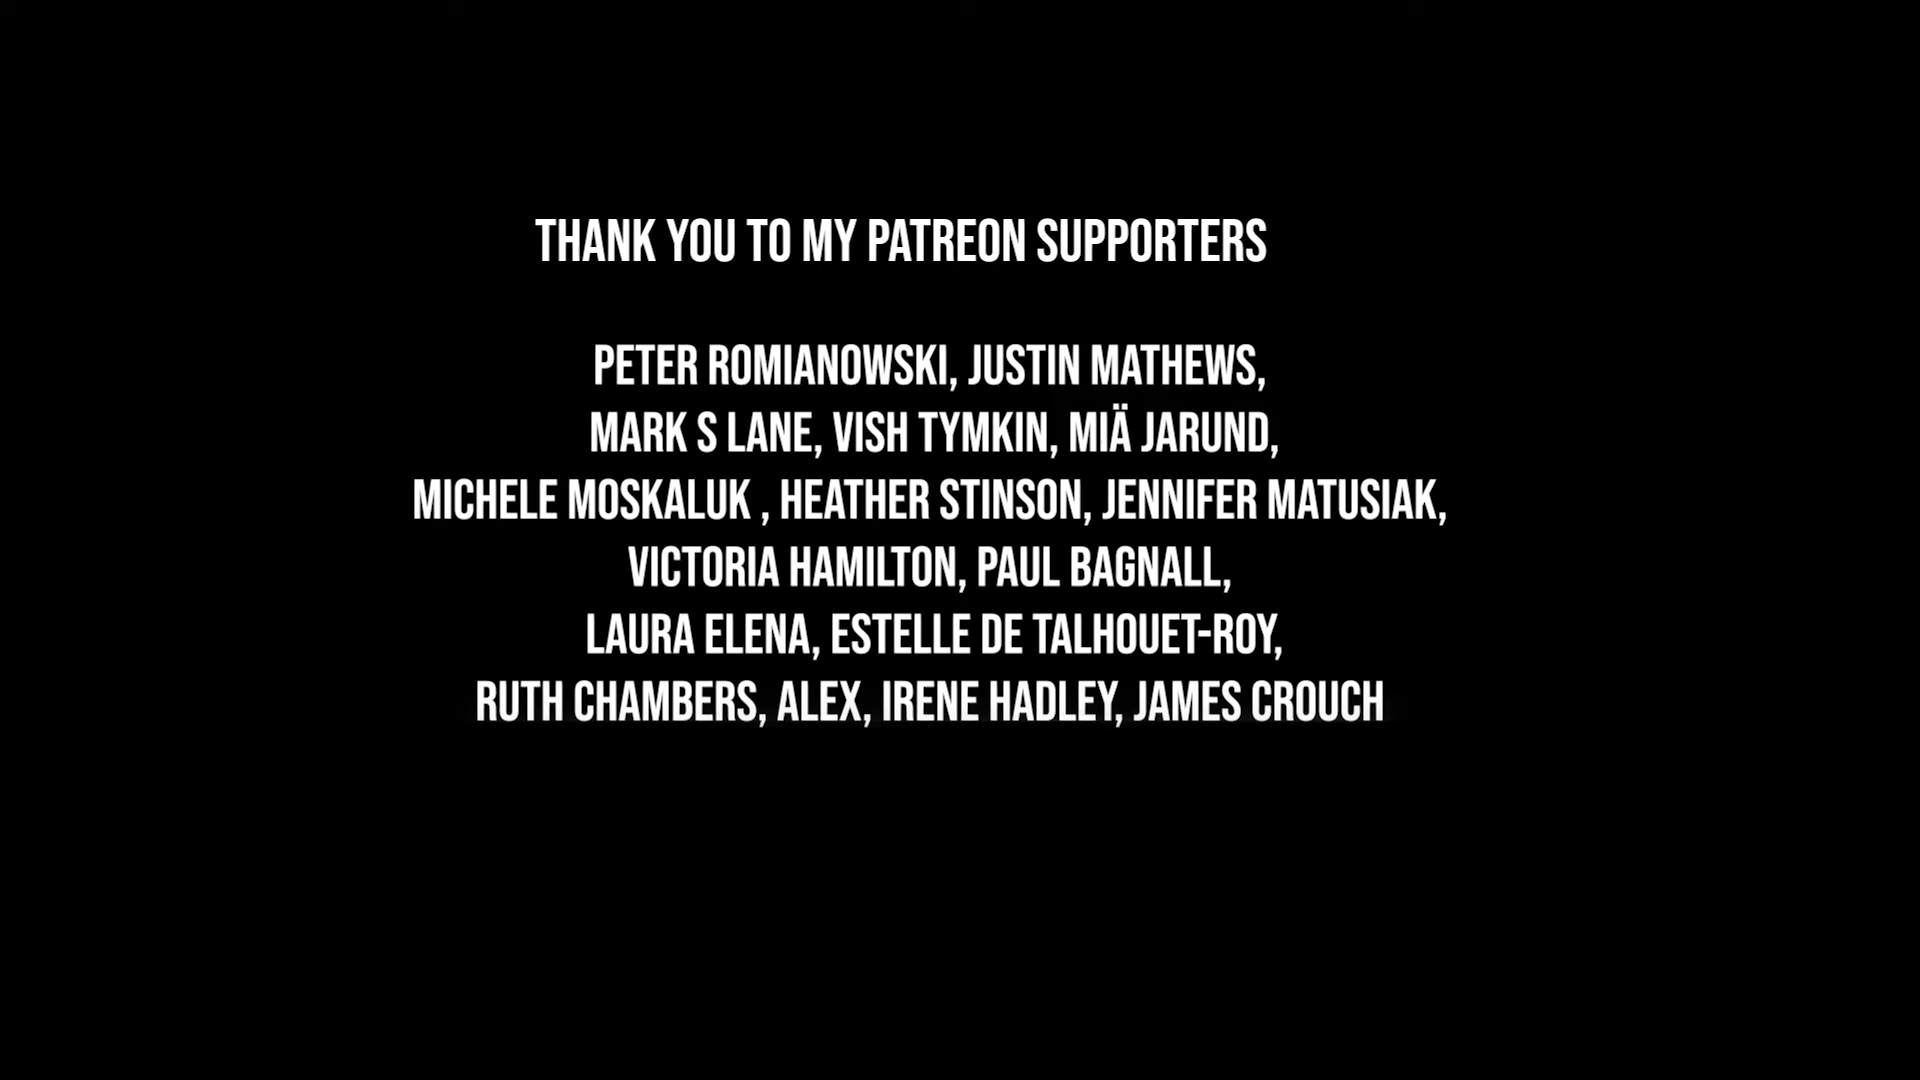 THANK YOU TO MY PATREON SUPPORTERS
PETER ROMIANOWSKI, JUSTIN MATHEWS,
MARK S LANE, VISH TYMKIN, MIÄ JARUND,
MICHELE MOSKALUK , HEATHER STINSON, JENNIFER MATUSIAK,
VICTORIA HAMILTON, PAUL BAGNALL,
LAURA ELENA, ESTELLE DE TALHOUET-ROY,
RUTH CHAMBERS, ALEX, IRENE HADLEY, JAMES CROUCH